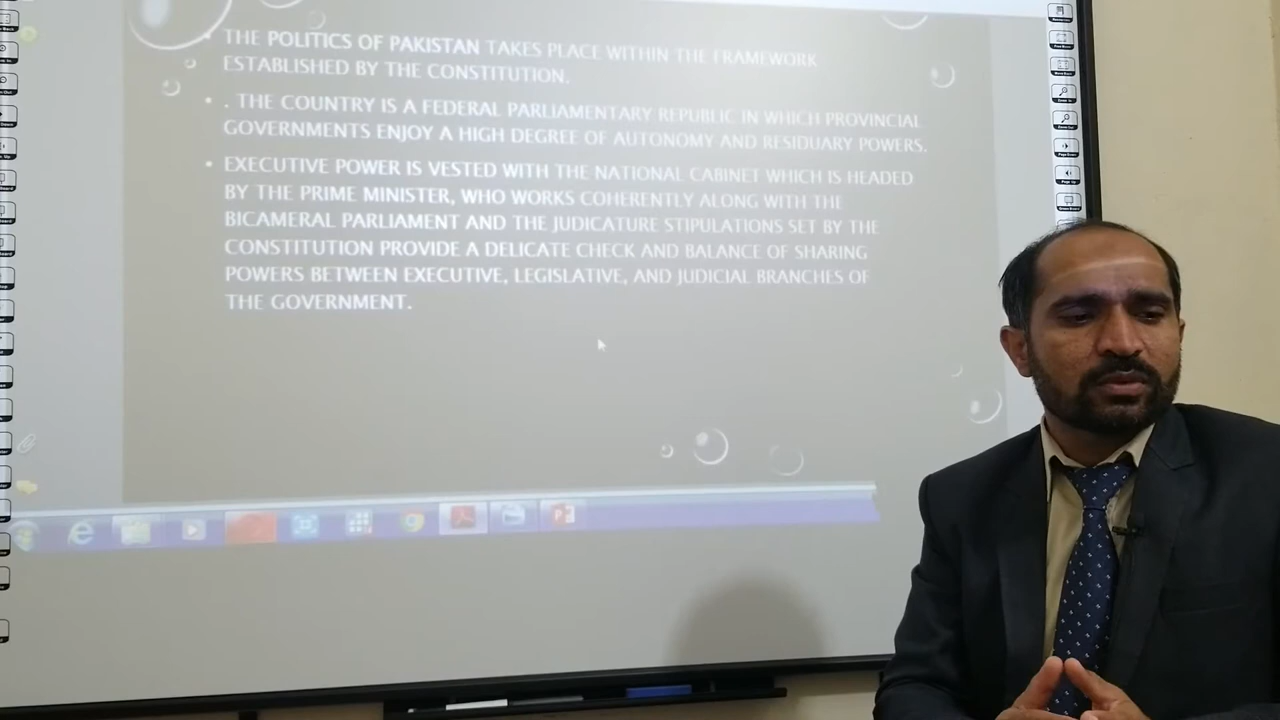 • THE POLITICS OF PAKISTAN TAKES PLACE WITHIN THE FRAMEWORK
ESTABLISHED BY THE CONSTITUTION.
• . THE COUNTRY IS A FEDERAL PARLIAMENTARY REPUBLIC IN WHICH PROVINCIAL
GOVERNMENTS ENJOY A HIGH DEGREE OF AUTONOMY AND RESIDUARY POWERS.
• EXECUTIVE POWER IS VESTED WITH THE NATIONAL CABINET WHICH IS HEADED
BY THE PRIME MINISTER, WHO WORKS COHERENTLY ALONG WITH THE
BICAMERAL PARLIAMENT AND THE JUDICATURE STIPULATIONS SET BY THE
CONSTITUTION PROVIDE A DELICATE CHECK AND BALANCE OF SHARING
POWERS BETWEEN EXECUTIVE, LEGISLATIVE, AND JUDICIAL BRANCHES OF
THE GOVERNMENT.